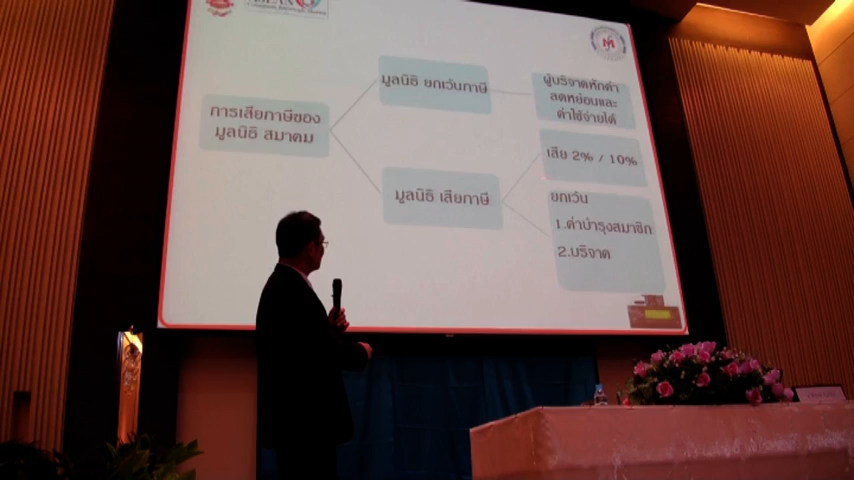 การเสียภาษีของ
มูลนิธิ สมาคม
มูลนิธิ ยกเว้นภาษี
ผู้บริจาคหักค่า
ลดหย่อนและ
ค่าใช้จ่ายได้
มูลนิธิ เสียภาษี
เสีย 2% / 10%
ยกเว้น
1.ค่าบำรุงสมาชิก
2.บริจาค